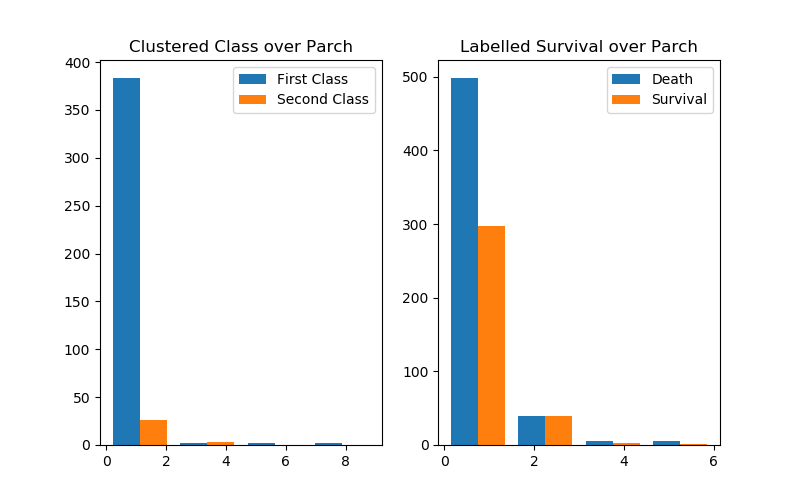 Clustered Class over Parch
400
350
300
250
200
150
100
50
0
0 2 4 6 8
First Class
Second Class
Labelled Survival over Parch
500
400
300
200
100
0
0 2 4 6
Death
Survival